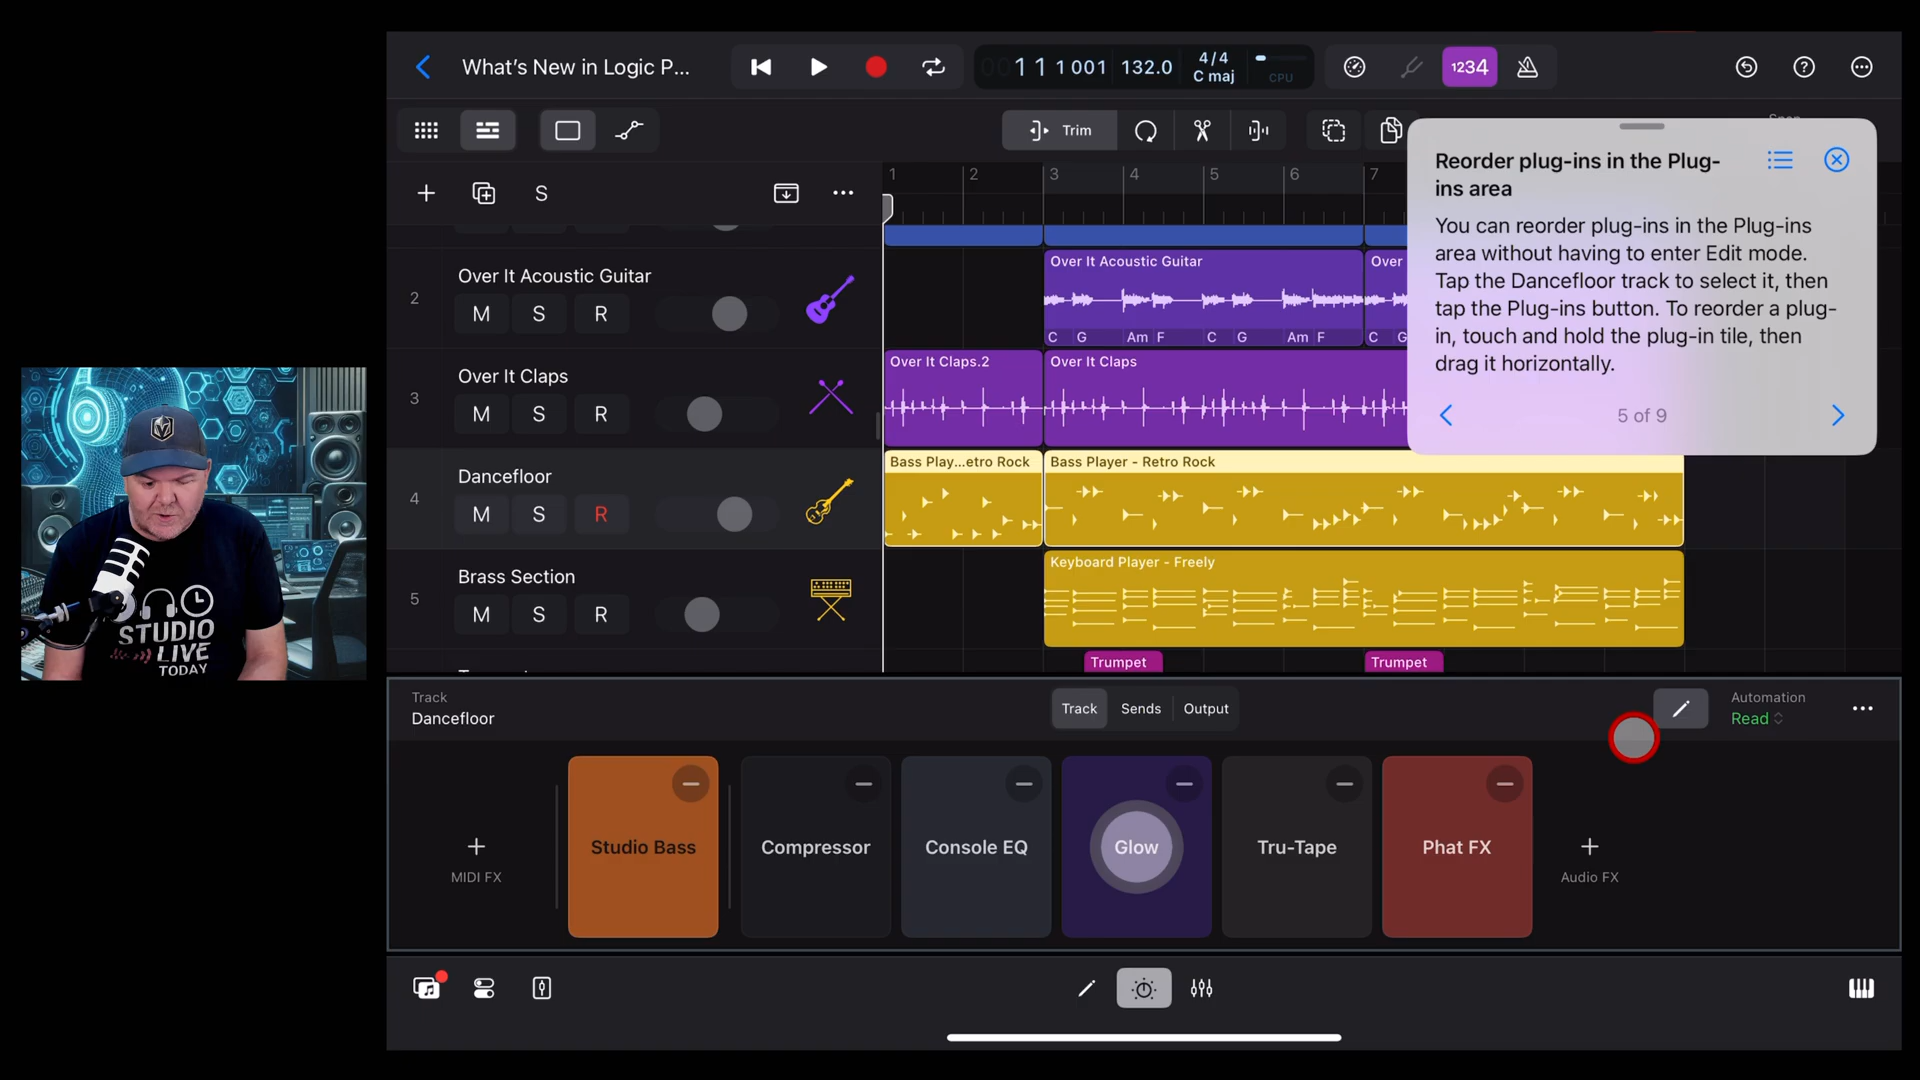 What's New in Logic P...
11 1 001
132.0
4/4
C maj
CPU
1234
Trim
S
1
2
3
4
5
6
7
Reorder plug-ins in the Plug-
ins area
You can reorder plug-ins in the Plug-ins
area without having to enter Edit mode.
Tap the Dancefloor track to select it, then
tap the Plug-ins button. To reorder a plug-
in, touch and hold the plug-in tile, then
drag it horizontally.
5 of 9
2
Over It Acoustic Guitar
M S R
Over It Acoustic Guitar
Over
C G Am F C G Am F C G
3
Over It Claps
M S R
Over It Claps.2
Over It Claps
4
Dancefloor
M S R
Bass Play...etro Rock
Bass Player - Retro Rock
5
Brass Section
M S R
Keyboard Player - Freely
Trumpet
Trumpet
STUDIO
LIVE
TODAY
Track
Dancefloor
Track
Sends
Output
Automation
Read
MIDI FX
Studio Bass
Compressor
Console EQ
Glow
Tru-Tape
Phat FX
Audio FX